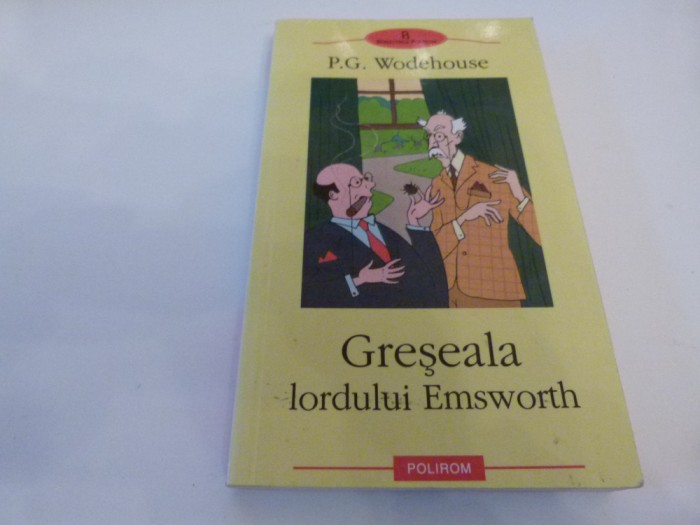 P.G. Wodehouse
Greşeala
lordului Emsworth
POLIROM